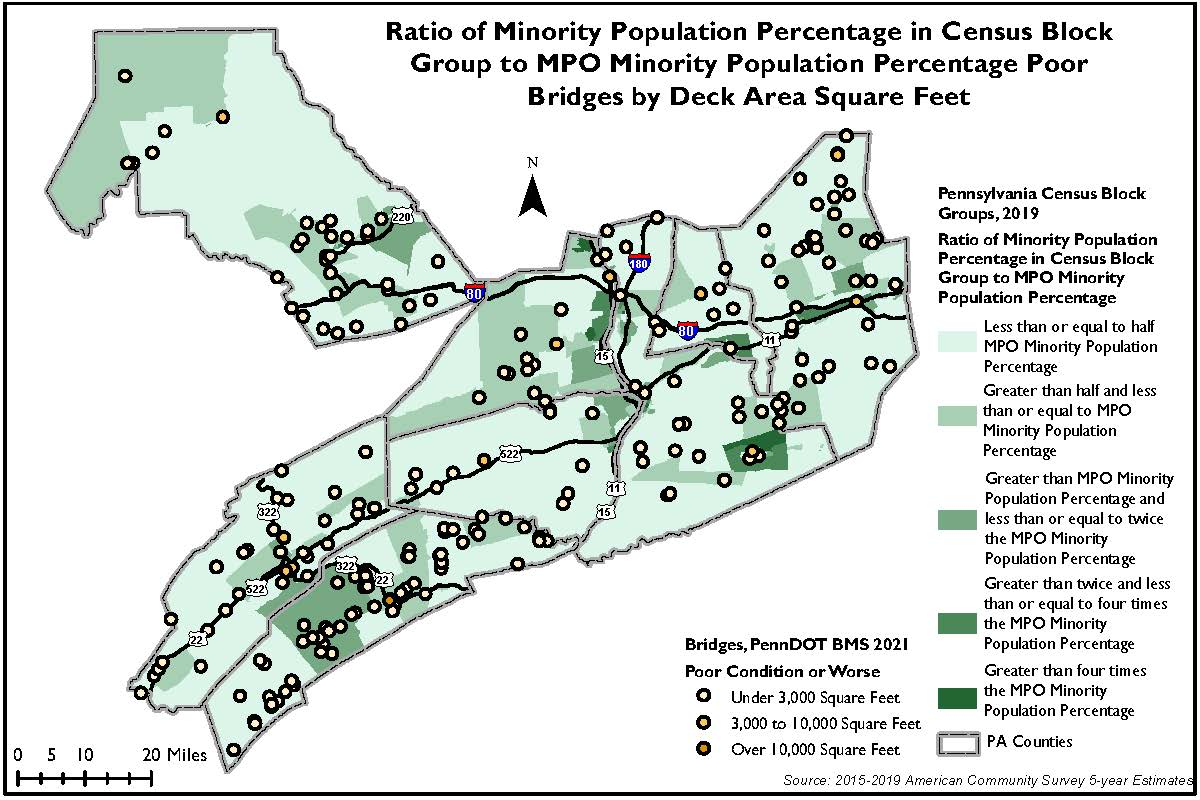 Ratio of Minority Population Percentage in Census Block
Group to MPO Minority Population Percentage Poor
Bridges by Deck Area Square Feet
N
220
80
180
80
11
15
522
11
15
322
322
22
522
22
Pennsylvania Census Block
Groups, 2019
Ratio of Minority Population
Percentage in Census Block
Group to MPO Minority
Population Percentage
Less than or equal to half
MPO Minority Population
Percentage
Greater than half and less
than or equal to MPO
Minority Population
Percentage
Greater than MPO Minority
Population Percentage and
less than or equal to twice
the MPO Minority
Population Percentage
Greater than twice and less
than or equal to four times
the MPO Minority
Population Percentage
Greater than four times
the MPO Minority
Population Percentage
PA Counties
Bridges, PennDOT BMS 2021
Poor Condition or Worse
Under 3,000 Square Feet
3,000 to 10,000 Square Feet
Over 10,000 Square Feet
0 5 10 20 Miles
Source: 2015-2019 American Community Survey 5-year Estimates